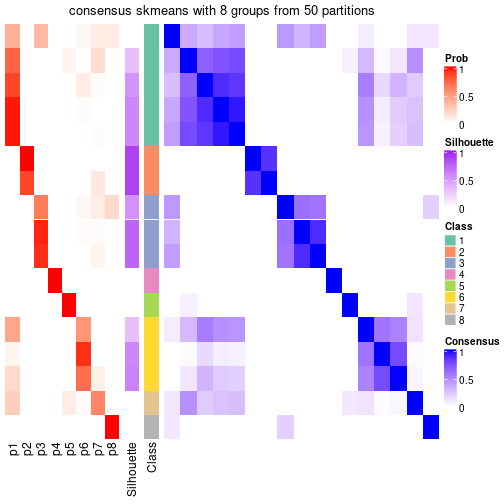 consensus skmeans with 8 groups from 50 partitions
Prob
1
0.5
0
Silhouette
1
0.5
0
Class
1
2
3
4
5
6
7
8
Consensus
1
0.5
0
p1
p2
p3
p4
p5
p6
p7
p8
Silhouette
Class